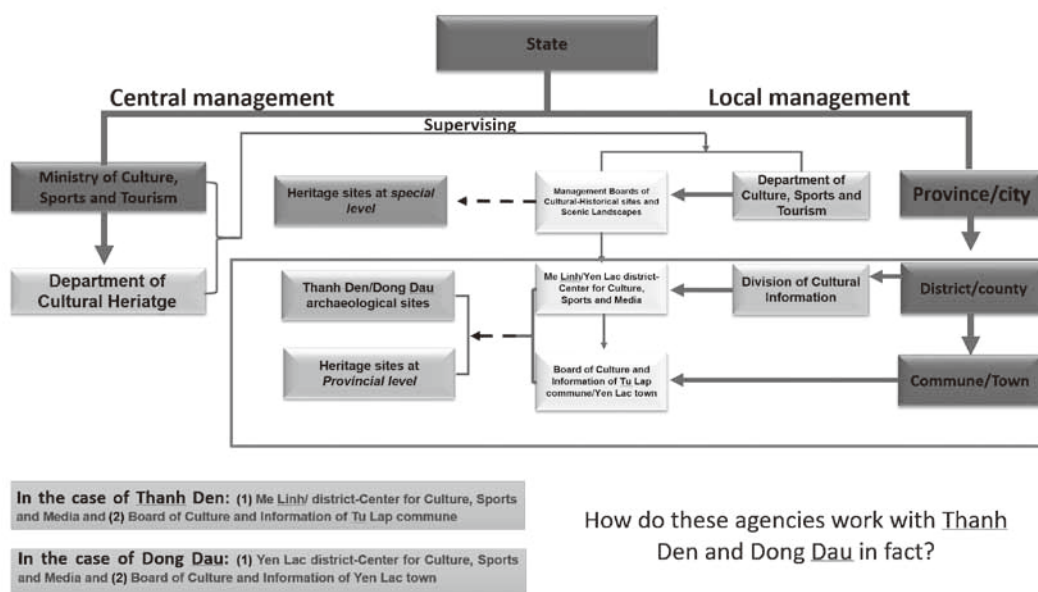 State
Central management
Local management
Supervising
Ministry of Culture,
Sports and Tourism
Heritage sites at special
level
Management Boards of
Cultural-Historical sites and
Scenic Landscapes
Department of
Culture, Sports and
Tourism
Province/city
Department of
Cultural Heriatge
Thanh Den/Dong Dau
archaeological sites
Me Linh/Yen Lac district-
Center for Culture,
Sports and Media
Division of Cultural
Information
District/county
Heritage sites at
Provincial level
Board of Culture and
Information of Tu Lap
commune/Yen Lac town
Commune/Town
In the case of Thanh Den: (1) Me Linh/ district-Center for Culture, Sports
and Media and (2) Board of Culture and Information of Tu Lap commune
In the case of Dong Dau: (1) Yen Lac district-Center for Culture, Sports
and Media and (2) Board of Culture and Information of Yen Lac town
How do these agencies work with Thanh
Den and Dong Dau in fact?